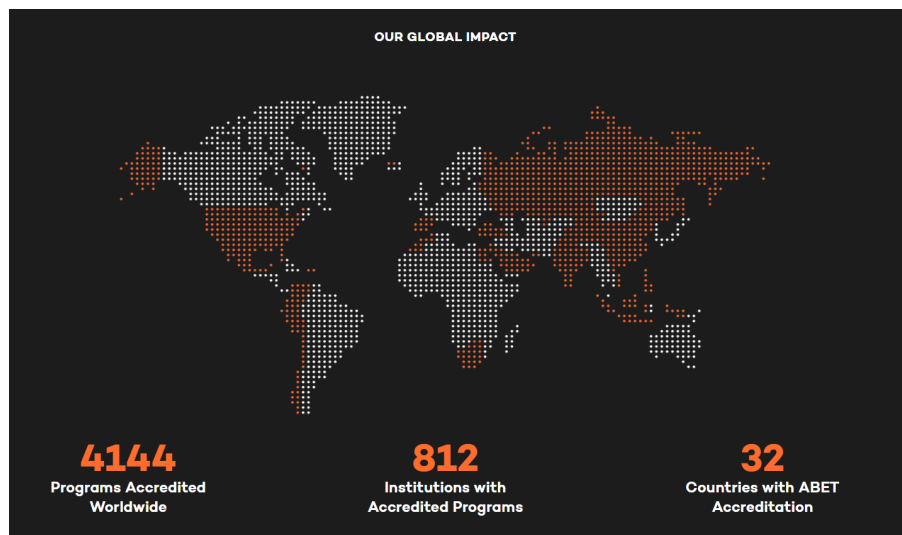 OUR GLOBAL IMPACT
4144
Programs Accredited
Worldwide
812
Institutions with
Accredited Programs
32
Countries with ABET
Accreditation